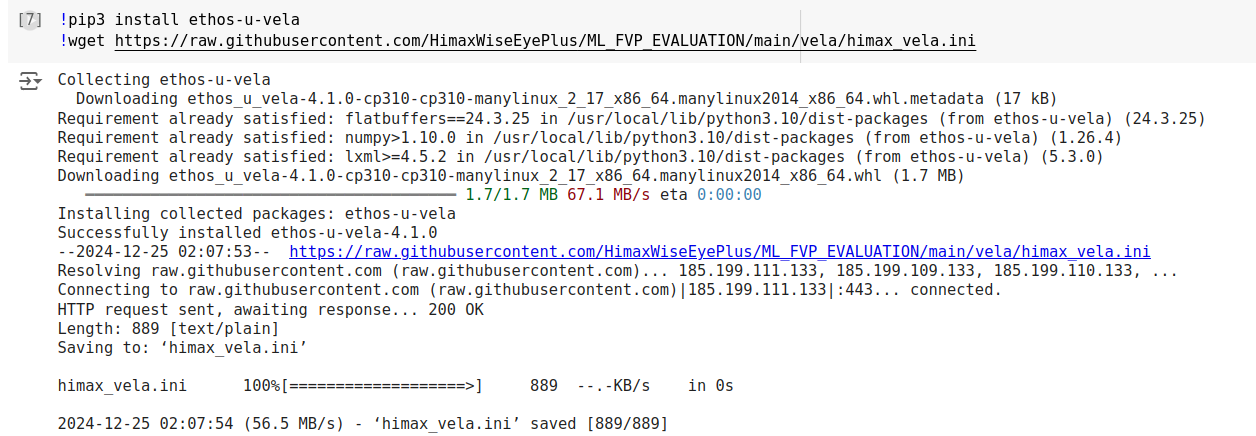 [7] !pip3 install ethos-u-vela
!wget https://raw.githubusercontent.com/HimaxWiseEyePlus/ML_FVP_EVALUATION/main/vela/himax_vela.ini
Collecting ethos-u-vela
  Downloading ethos_u_vela-4.1.0-cp310-cp310-manylinux_2_17_x86_64.manylinux2014_x86_64.whl.metadata (17 kB)
Requirement already satisfied: flatbuffers==24.3.25 in /usr/local/lib/python3.10/dist-packages (from ethos-u-vela) (24.3.25)
Requirement already satisfied: numpy>1.10.0 in /usr/local/lib/python3.10/dist-packages (from ethos-u-vela) (1.26.4)
Requirement already satisfied: lxml>=4.5.2 in /usr/local/lib/python3.10/dist-packages (from ethos-u-vela) (5.3.0)
Downloading ethos_u_vela-4.1.0-cp310-cp310-manylinux_2_17_x86_64.manylinux2014_x86_64.whl (1.7 MB)
1.7/1.7 MB 67.1 MB/s eta 0:00:00
Installing collected packages: ethos-u-vela
Successfully installed ethos-u-vela-4.1.0
--2024-12-25 02:07:53--  https://raw.githubusercontent.com/HimaxWiseEyePlus/ML_FVP_EVALUATION/main/vela/himax_vela.ini
Resolving raw.githubusercontent.com (raw.githubusercontent.com)... 185.199.111.133, 185.199.109.133, 185.199.110.133, ...
Connecting to raw.githubusercontent.com (raw.githubusercontent.com)|185.199.111.133|:443... connected.
HTTP request sent, awaiting response... 200 OK
Length: 889 [text/plain]
Saving to: ‘himax_vela.ini’
himax_vela.ini      100%[===================>]     889  --.-KB/s    in 0s
2024-12-25 02:07:54 (56.5 MB/s) - ‘himax_vela.ini’ saved [889/889]